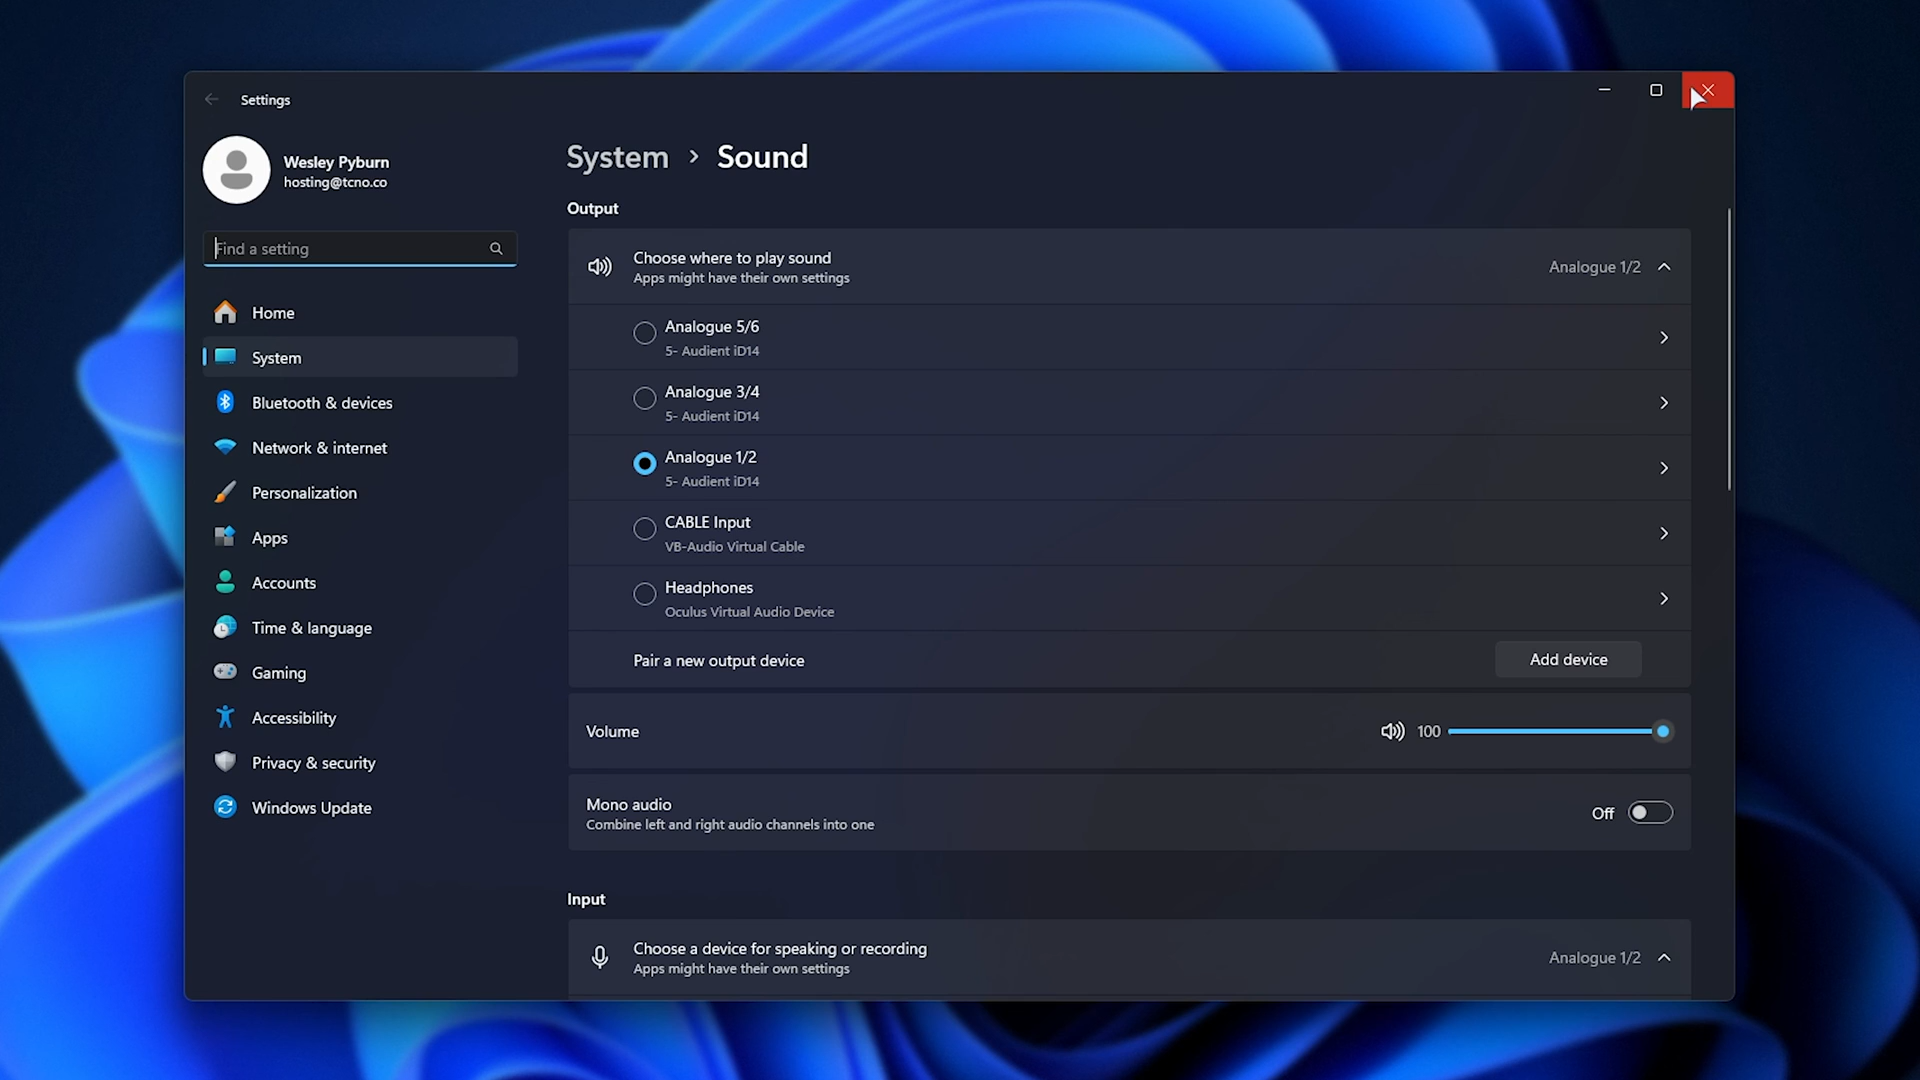 Settings
Wesley Pyburn
hosting@tcno.co
Find a setting
Home
System
Bluetooth & devices
Network & internet
Personalization
Apps
Accounts
Time & language
Gaming
Accessibility
Privacy & security
Windows Update
System > Sound
Output
Choose where to play sound
Apps might have their own settings
Analogue 1/2
Analogue 5/6
5- Audient iD14
Analogue 3/4
5- Audient iD14
Analogue 1/2
5- Audient iD14
CABLE Input
VB-Audio Virtual Cable
Headphones
Oculus Virtual Audio Device
Pair a new output device
Add device
Volume
100
Mono audio
Combine left and right audio channels into one
Off
Input
Choose a device for speaking or recording
Apps might have their own settings
Analogue 1/2